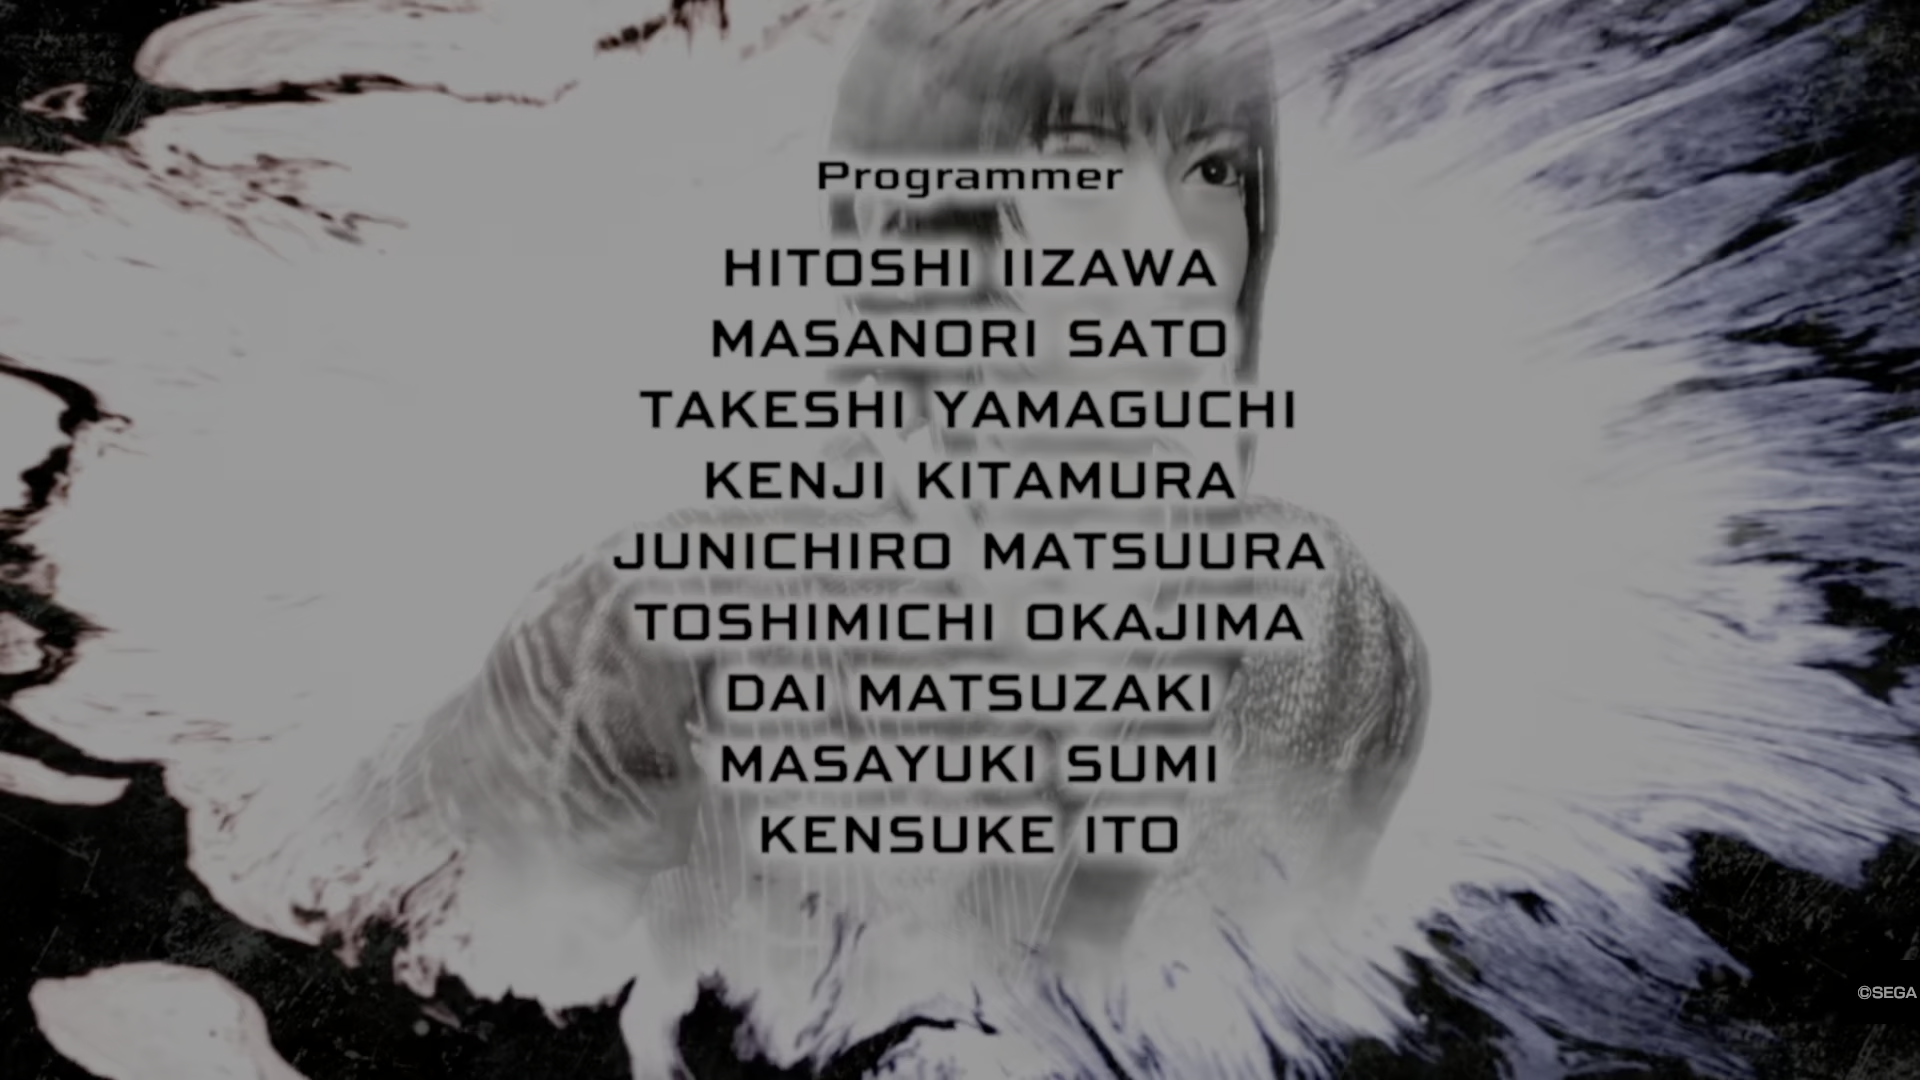 Programmer
HITOSHI IIZAWA
MASANORI SATO
TAKESHI YAMAGUCHI
KENJI KITAMURA
JUNICHIRO MATSUURA
TOSHIMICHI OKAJIMA
DAI MATSUZAKI
MASAYUKI SUMI
KENSUKE ITO
©SEGA